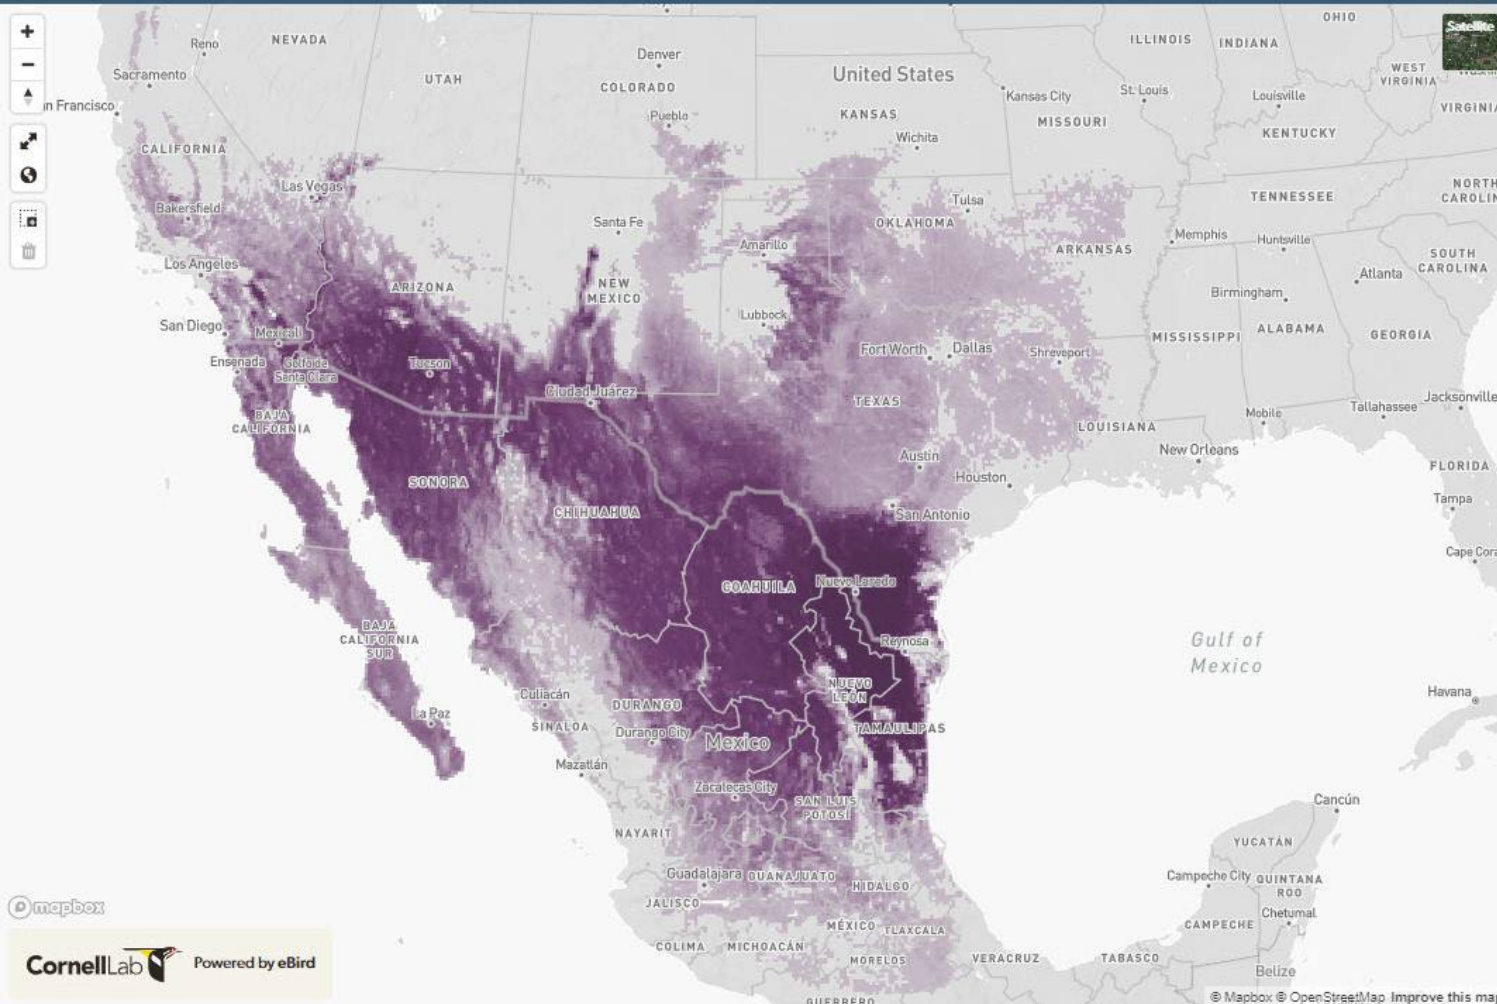 OHIO
Satellite
Reno
NEVADA
Denver
ILLINOIS
INDIANA
Sacramento
UTAH
COLORADO
United States
WEST
VIRGINIA
n Francisco
Kansas City
St. Louis
Louisville
VIRGINIA
Pueblo
KANSAS
MISSOURI
CALIFORNIA
Wichita
KENTUCKY
Las Vegas
TENNESSEE
NORTH
CAROLIN
Bakersfield
Tulsa
Santa Fe
OKLAHOMA
Memphis
Huntsville
Amarillo
ARKANSAS
SOUTH
CAROLINA
Los Angeles
ARIZONA
NEW
MEXICO
Atlanta
Birmingham
San Diego
Mexicali
Lubbock
MISSISSIPPI
ALABAMA
GEORGIA
Ensenada
Golfo de
Santa Clara
Tucson
Fort Worth
Dallas
Shreveport
Ciudad Juárez
TEXAS
Jacksonville
Tallahassee
BAJA
CALIFORNIA
Mobile
LOUISIANA
Austin
New Orleans
FLORIDA
SONORA
Houston
Tampa
CHIHUAHUA
San Antonio
Cape Cora
COAHUILA
Nuevo Laredo
BAJA
CALIFORNIA
SUR
Reynosa
Gulf of
Mexico
NUEVO
LEÓN
Culiacán
DURANGO
Havana
La Paz
SINALOA
Durango City
Mexico
TAMAULIPAS
Mazatlán
Zacatecas City
SAN LUIS
POTOSÍ
Cancún
NAYARIT
YUCATÁN
Guadalajara
GUANAJUATO
HIDALGO
Campeche City
QUINTANA
ROO
mapbox
JALISCO
Chetumal
MÉXICO
TLAXCALA
CAMPECHE
COLIMA
MICHOACÁN
MORELOS
VERACRUZ
TABASCO
CornellLab
Powered by eBird
Belize
GUERRERO
© Mapbox © OpenStreetMap Improve this map